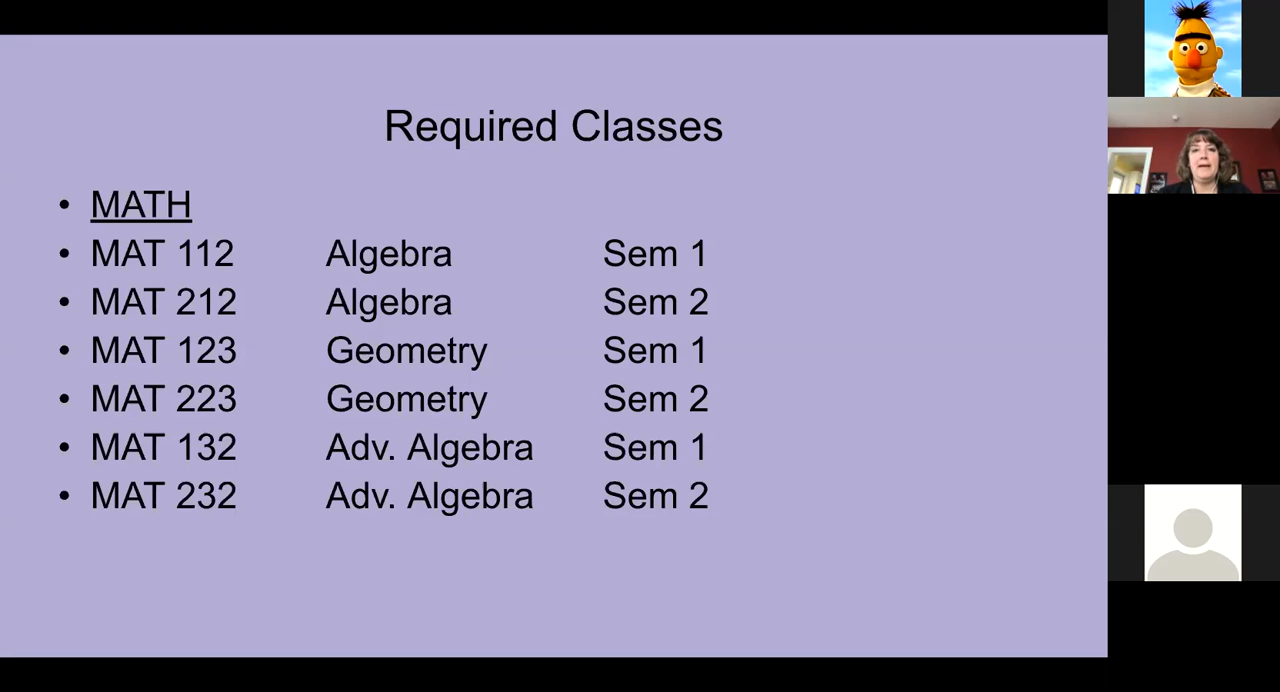 Required Classes
• MATH
• MAT 112 Algebra Sem 1
• MAT 212 Algebra Sem 2
• MAT 123 Geometry Sem 1
• MAT 223 Geometry Sem 2
• MAT 132 Adv. Algebra Sem 1
• MAT 232 Adv. Algebra Sem 2